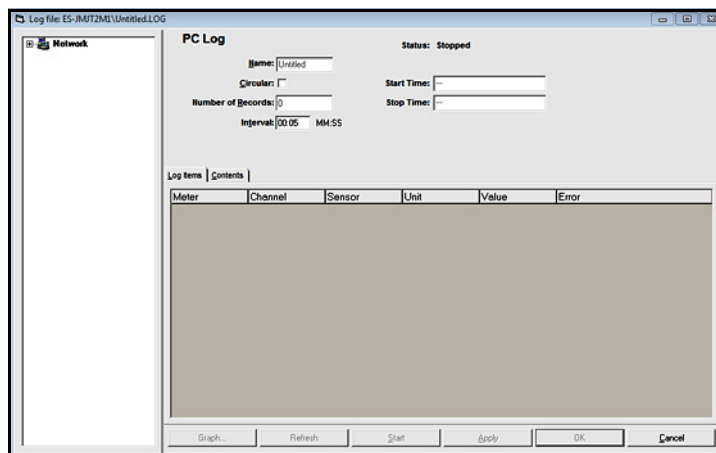 Log file: ES-JMJT2M1\Untitled.LOG
Network
PC Log
Status: Stopped
Name: Untitled
Circular:
Start Time: --
Number of Records: 0
Stop Time: --
Interval: 00:05 MM:SS
Log Items Contents
Meter Channel Sensor Unit Value Error
Graph... Refresh Start Apply OK Cancel